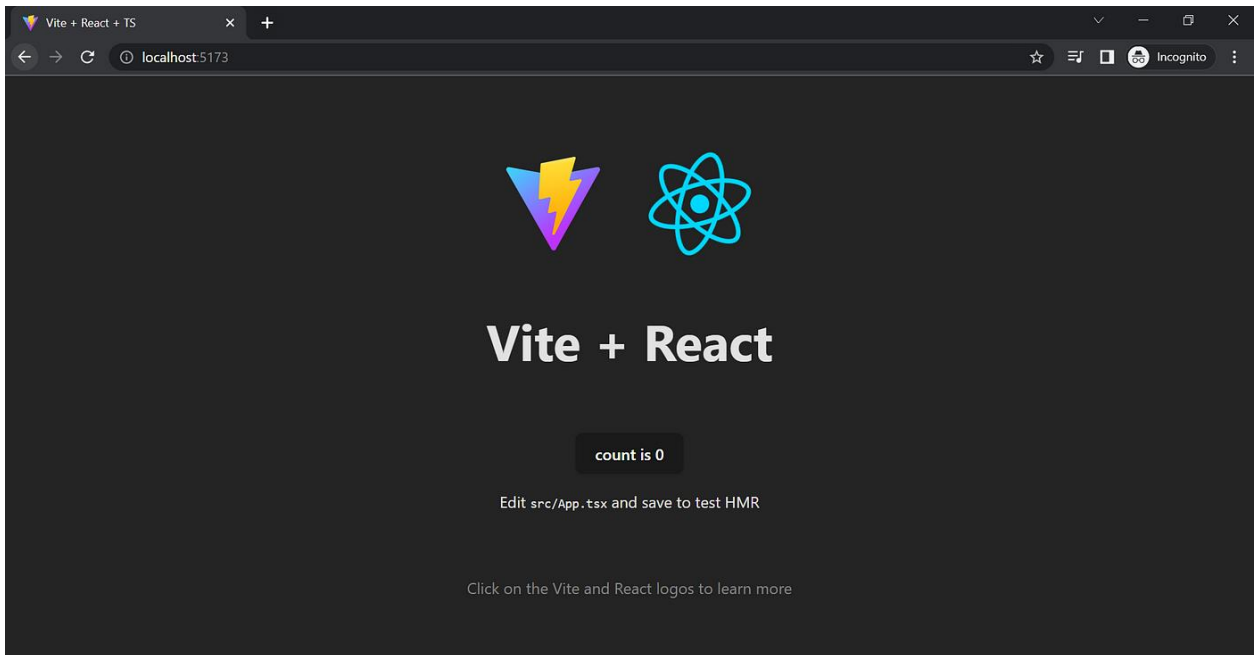 Vite + React + TS
localhost:5173
Incognito
Vite + React
count is 0
Edit src/App.tsx and save to test HMR
Click on the Vite and React logos to learn more